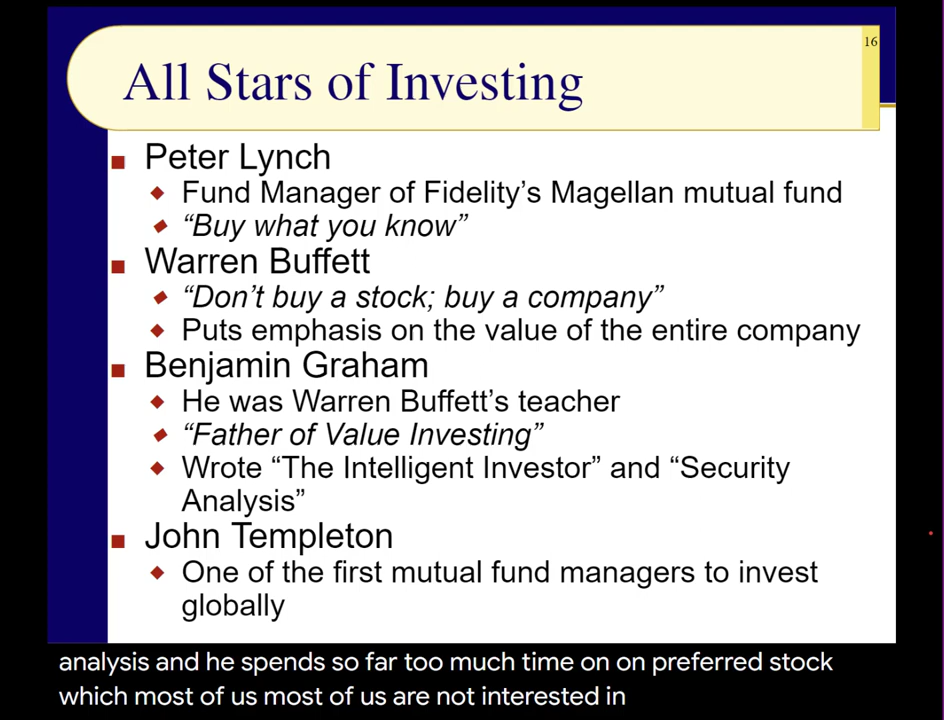 16
All Stars of Investing
Peter Lynch
Fund Manager of Fidelity’s Magellan mutual fund
“Buy what you know”
Warren Buffett
“Don’t buy a stock; buy a company”
Puts emphasis on the value of the entire company
Benjamin Graham
He was Warren Buffett’s teacher
“Father of Value Investing”
Wrote “The Intelligent Investor” and “Security
Analysis”
John Templeton
One of the first mutual fund managers to invest
globally
analysis and he spends so far too much time on on preferred stock
which most of us most of us are not interested in